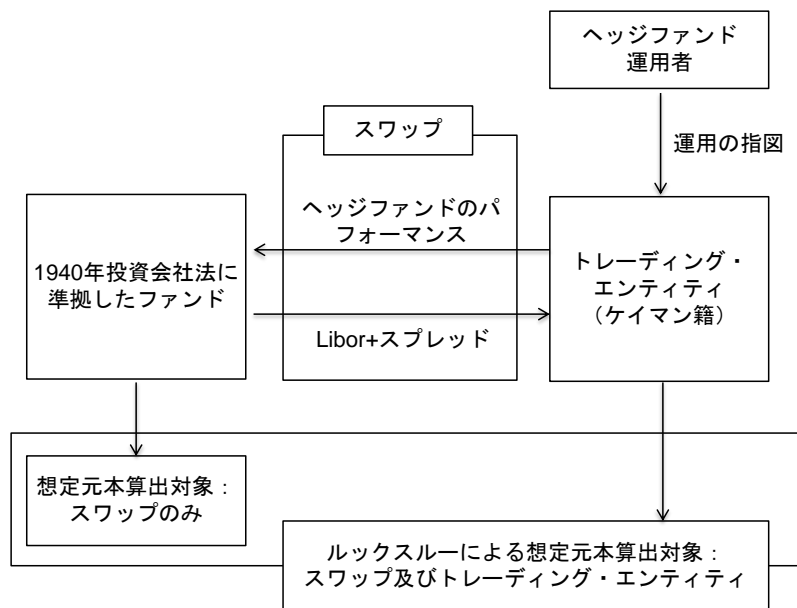 ヘッジファンド
運用者
スワップ
運用の指図
ヘッジファンドのパ
フォーマンス
1940年投資会社法に
準拠したファンド
トレーディング・
エンティティ
（ケイマン籍）
Libor+スプレッド
想定元本算出対象：
スワップのみ
ルックスルーによる想定元本算出対象：
スワップ及びトレーディング・エンティティ